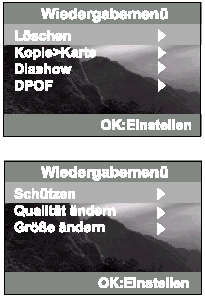 Wiedergabemenü
Löschen
Kopie>Karte
Diashow
DPOF
OK:Einstellen
Wiedergabemenü
Schützen
Qualität ändern
Größe ändern
OK:Einstellen